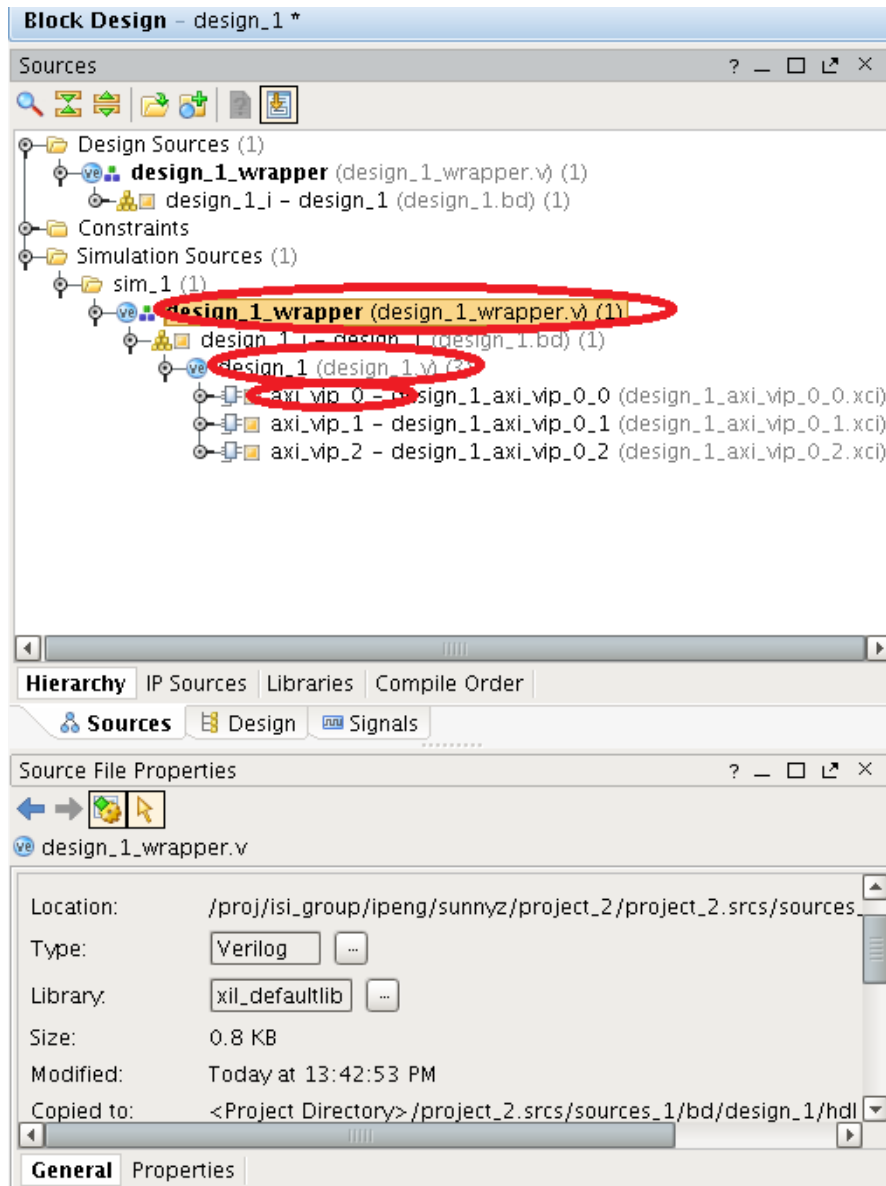 Block Design - design_1 *
Sources
Design Sources (1)
design_1_wrapper (design_1_wrapper.v) (1)
design_1_i - design_1 (design_1.bd) (1)
Constraints
Simulation Sources (1)
sim_1 (1)
design_1_wrapper (design_1_wrapper.v) (1)
design_1_i - design_1 (design_1.bd) (1)
design_1 (design_1.v) (3)
axi_vip_0 - design_1_axi_vip_0_0 (design_1_axi_vip_0_0.xci)
axi_vip_1 - design_1_axi_vip_0_1 (design_1_axi_vip_0_1.xci)
axi_vip_2 - design_1_axi_vip_0_2 (design_1_axi_vip_0_2.xci)
Hierarchy IP Sources Libraries Compile Order
Sources Design Signals
Source File Properties
design_1_wrapper.v
Location: /proj/isi_group/ipeng/sunnyz/project_2/project_2.srcs/sources_
Type: Verilog ...
Library: xil_defaultlib ...
Size: 0.8 KB
Modified: Today at 13:42:53 PM
Copied to: <Project Directory>/project_2.srcs/sources_1/bd/design_1/hdl
General Properties